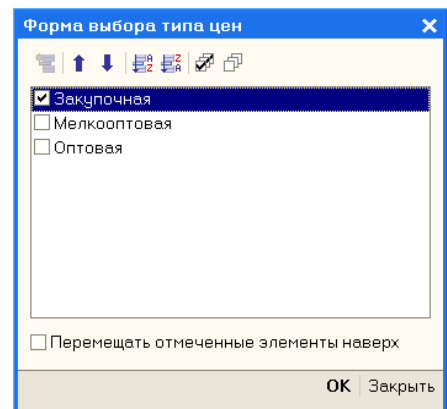 Форма выбора типа цен
Закупочная
Мелкооптовая
Оптовая
Перемещать отмеченные элементы наверх
OK Закрыть